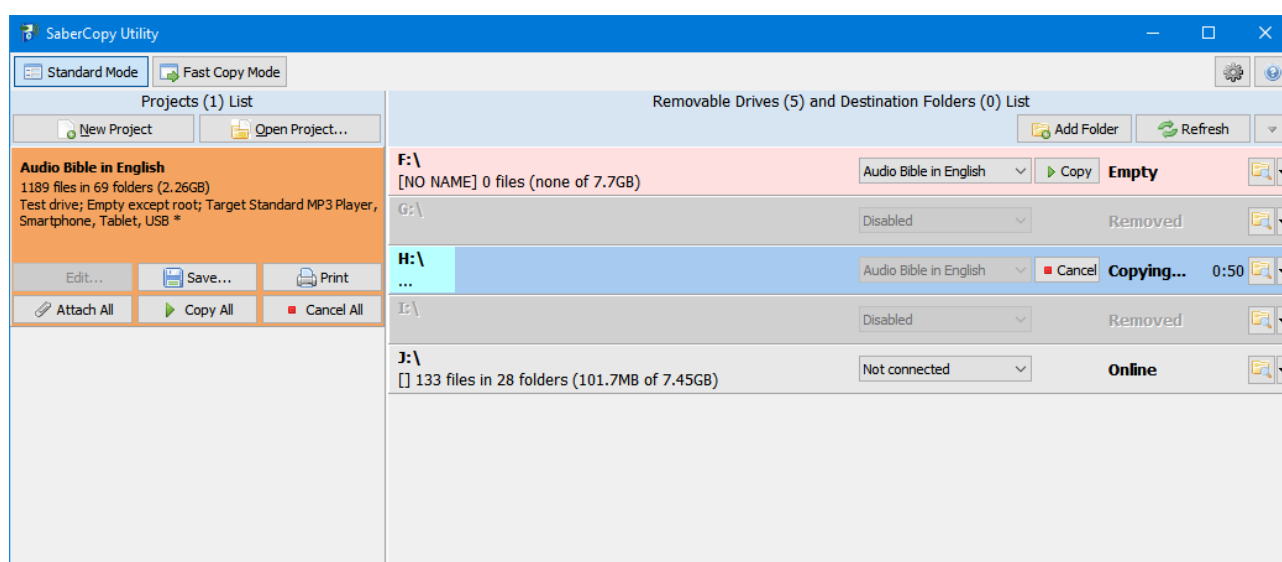 SaberCopy Utility
Standard Mode Fast Copy Mode
Projects (1) List
New Project Open Project...
Audio Bible in English
1189 files in 69 folders (2.26GB)
Test drive; Empty except root; Target Standard MP3 Player,
Smartphone, Tablet, USB *
Edit... Save... Print
Attach All Copy All Cancel All
Removable Drives (5) and Destination Folders (0) List
Add Folder Refresh
F:\
[NO NAME] 0 files (none of 7.7GB)
Audio Bible in English Copy Empty
G:\
Disabled Removed
H:\
...
Audio Bible in English Cancel Copying... 0:50
I:\
Disabled Removed
J:\
[] 133 files in 28 folders (101.7MB of 7.45GB)
Not connected Online